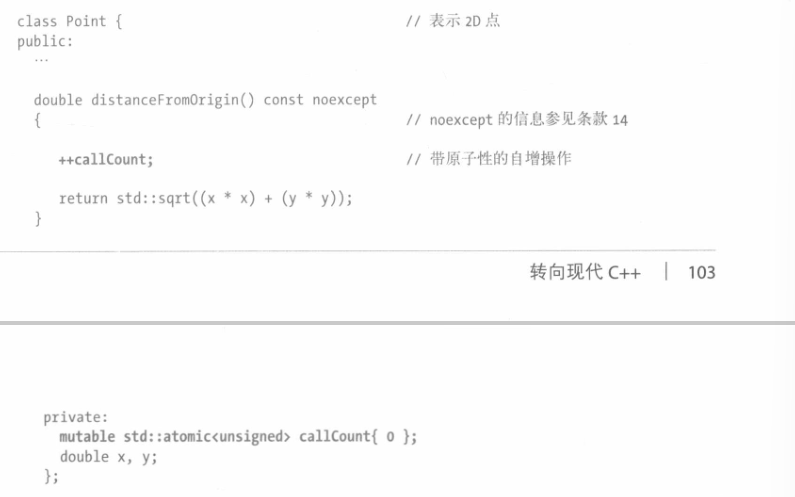 class Point { // 表示 2D 点
public:
...
double distanceFromOrigin() const noexcept
{ // noexcept 的信息参见条款 14
++callCount; // 带原子性的自增操作
return std::sqrt((x * x) + (y * y));
}
转向现代 C++ | 103
private:
mutable std::atomic<unsigned> callCount{ 0 };
double x, y;
};